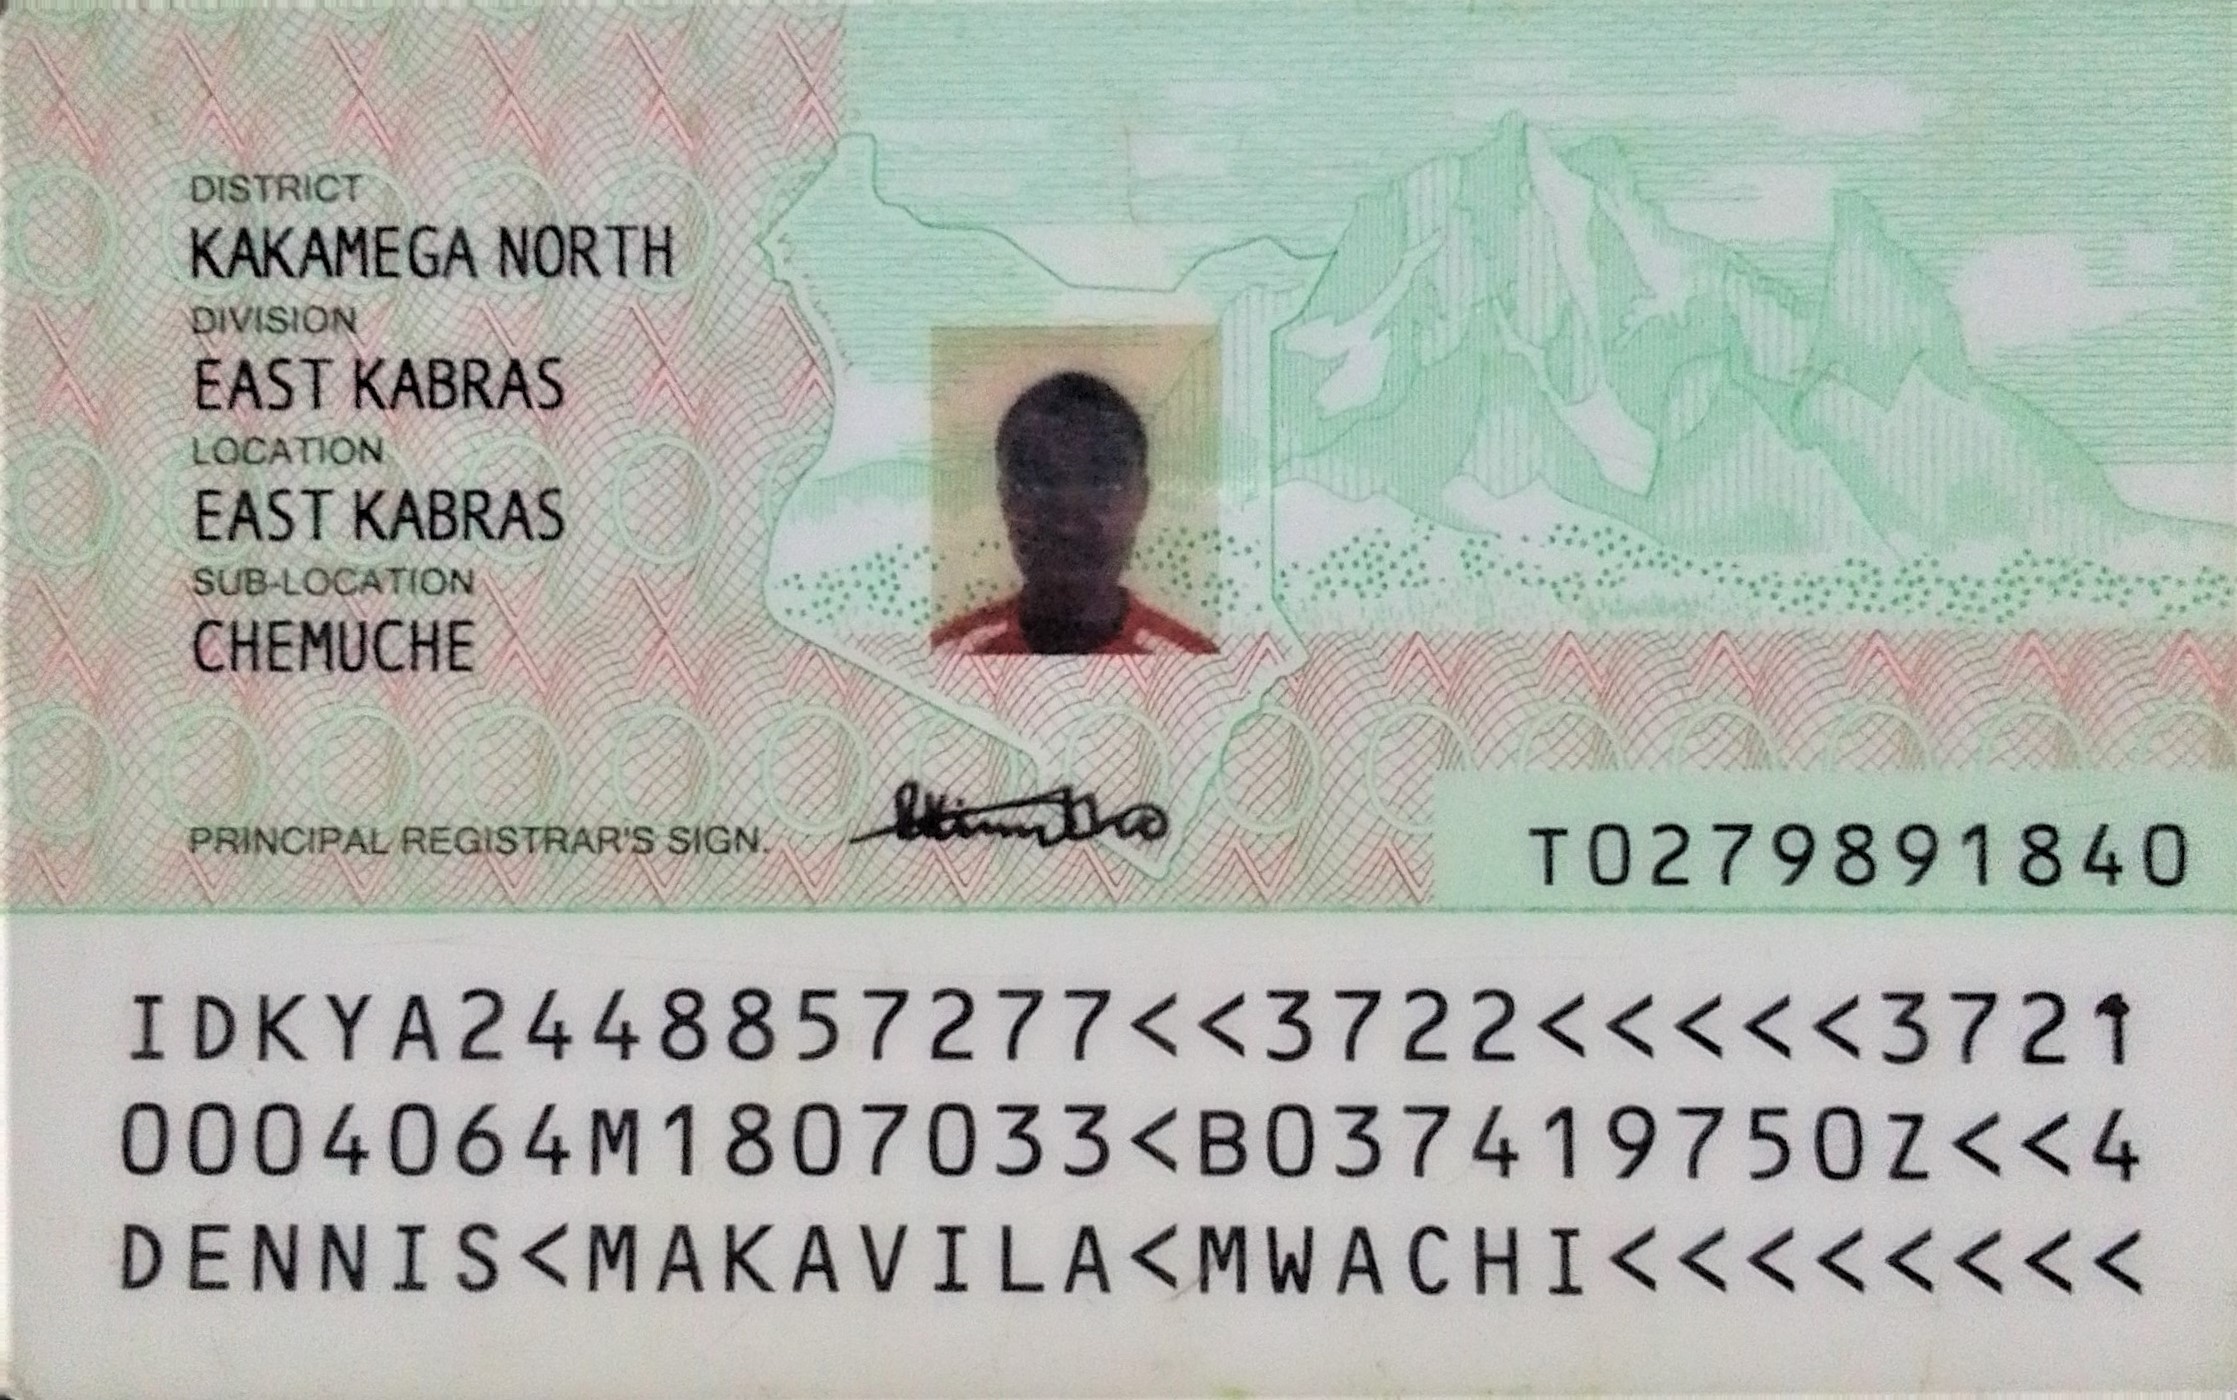 DISTRICT
KAKAMEGA NORTH
DIVISION
EAST KABRAS
LOCATION
EAST KABRAS
SUB-LOCATION
CHEMUCHE
PRINCIPAL REGISTRAR'S SIGN.
T0279891840
IDKYA2448857277<<3722<<<<<3721
0004064M1807033<B037419750Z<<4
DENNIS<MAKAVILA<MWACHI<<<<<<<<